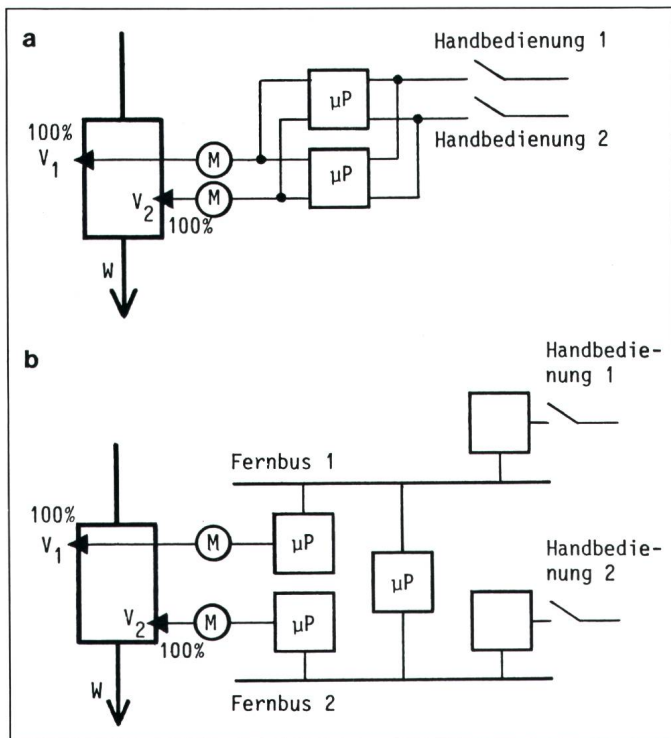 a
Handbedienung 1
µP
100%
V1
M
Handbedienung 2
µP
V2
M
100%
W
b
Handbedie-
nung 1
Fernbus 1
100%
V1
M
µP
Handbedie-
nung 2
µP
V2
M
µP
100%
W
Fernbus 2